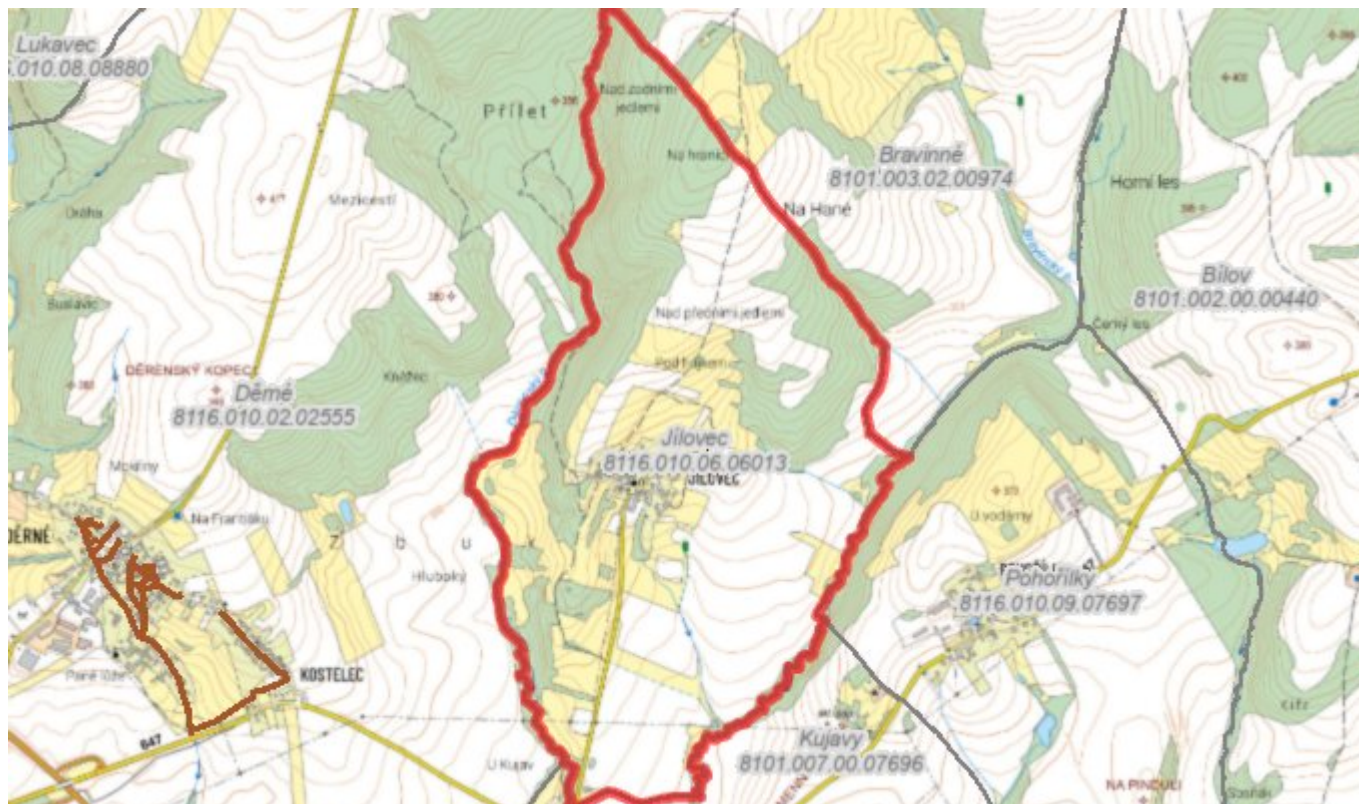 Lukavec
.010.08.08880
Přílet
Nad zadními
jedlemi
Na hranici
Bravinné
8101.003.02.00974
Horní les
Mezicestí
Na Hané
Dráha
Bílov
8101.002.00.00440
Nad předními jedlemi
Černý les
DĚRENSKÝ KOPEC
Děrné
8116.010.02.02555
Jílovec
8116.010.06.06013
JÍLOVEC
Mokliny
Na Františku
DĚRNÉ
Z b u
Hluboký
U vodárny
Pohořílky
8116.010.09.07697
KOSTELEC
647
U Kujav
Kujavy
8101.007.00.07696
NA PINDULI